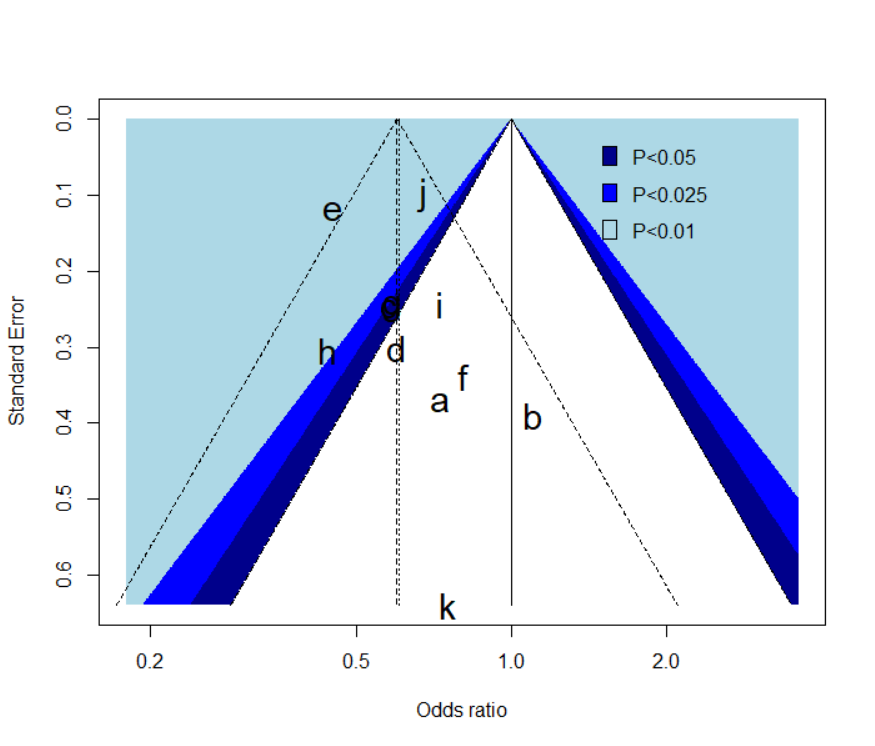 0.0
P<0.05
0.1
j
P<0.025
e
P<0.01
0.2
i
0.3
h
d
f
a
0.4
b
Standard Error
0.5
0.6
k
0.2
0.5
1.0
2.0
Odds ratio